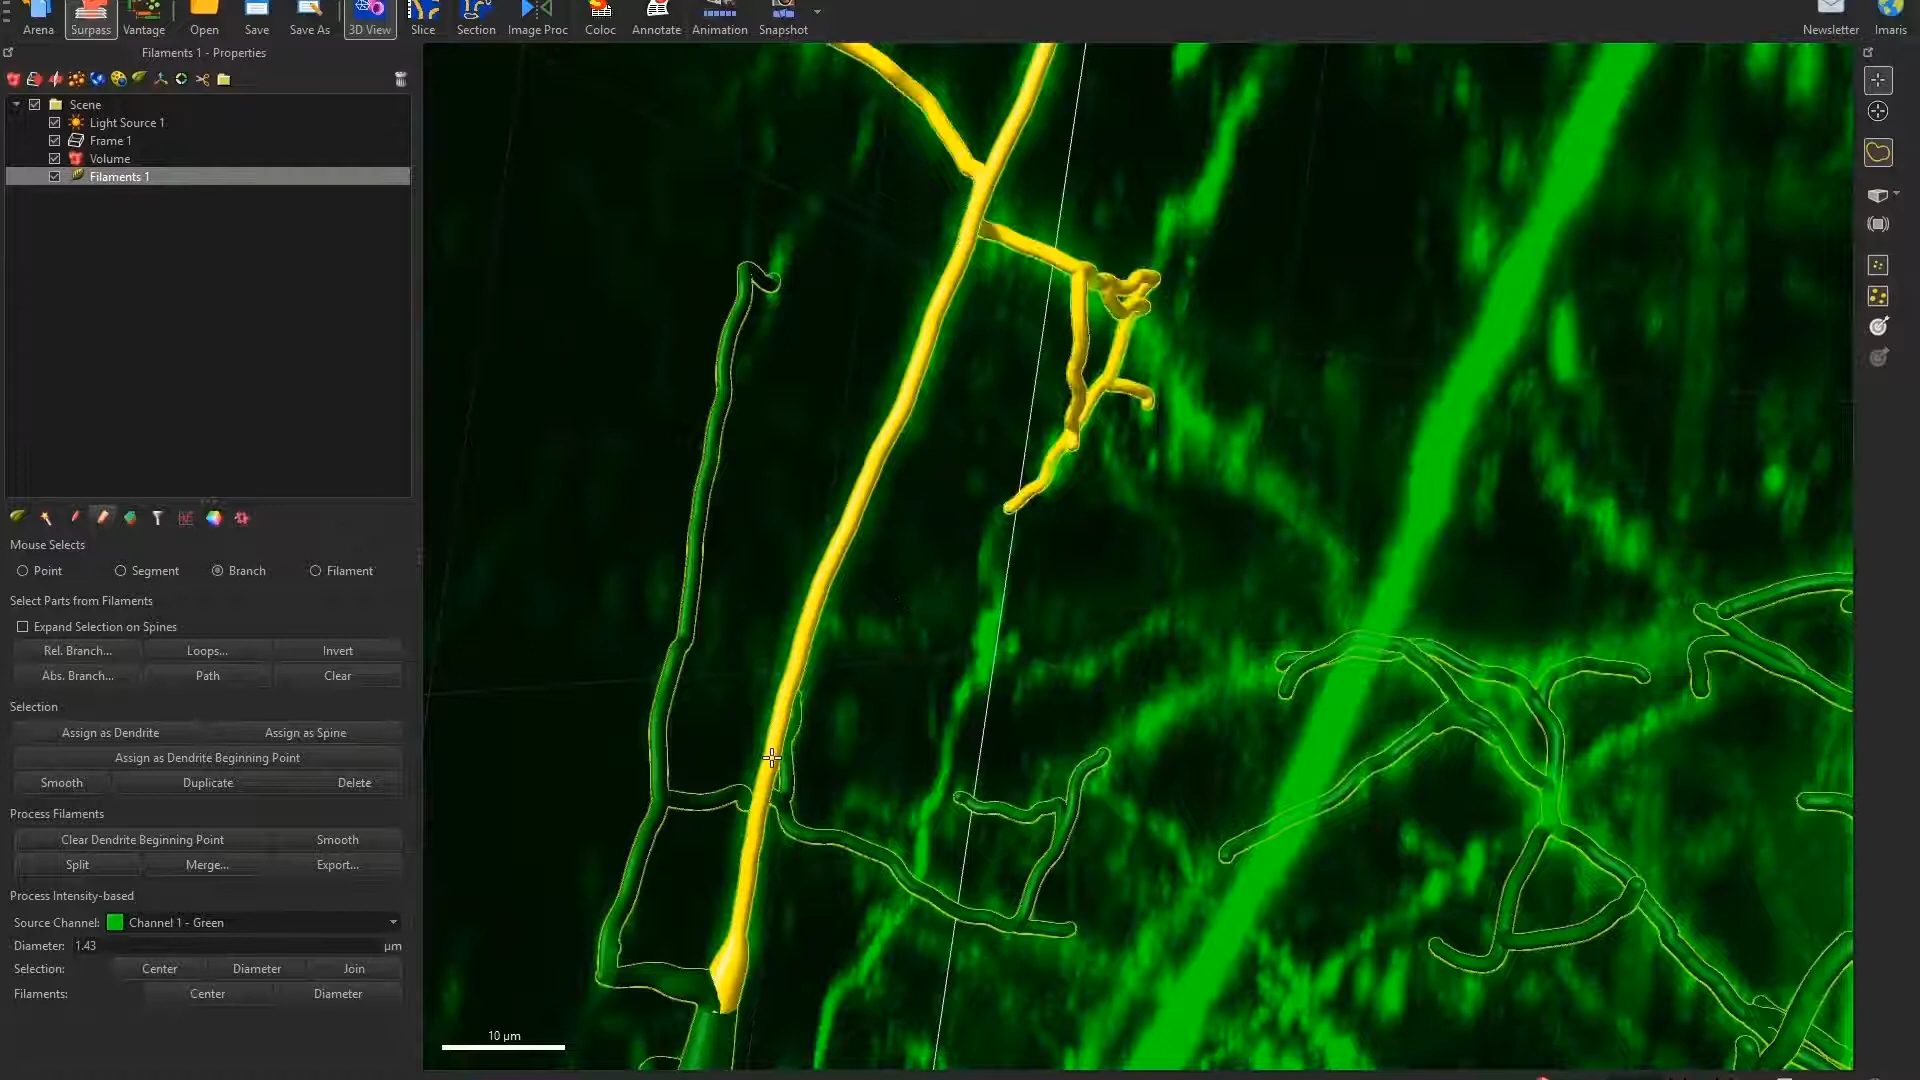 Arena Surpass Vantage Open Save Save As 3D View Slice Section Image Proc Coloc Annotate Animation Snapshot Newsletter Imaris
Filaments 1 - Properties
Scene
Light Source 1
Frame 1
Volume
Filaments 1
Mouse Selects
Point Segment Branch Filament
Select Parts from Filaments
Expand Selection on Spines
Rel. Branch... Loops... Invert
Abs. Branch... Path Clear
Selection
Assign as Dendrite Assign as Spine
Assign as Dendrite Beginning Point
Smooth Duplicate Delete
Process Filaments
Clear Dendrite Beginning Point Smooth
Split Merge... Export...
Process Intensity-based
Source Channel: Channel 1 - Green
Diameter: 1.43 µm
Selection: Center Diameter Join
Filaments: Center Diameter
10 µm